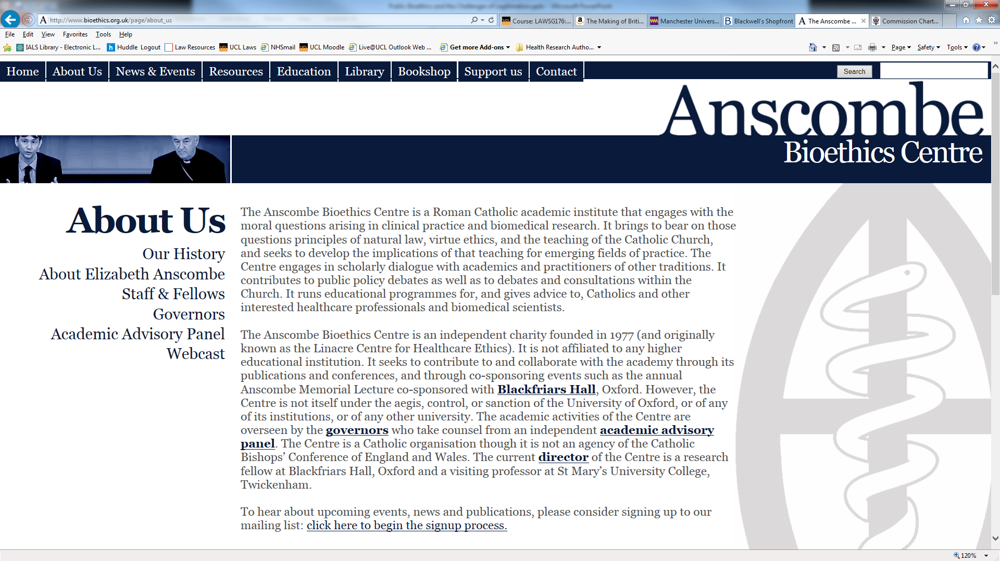 Public Bioethics and the Challenges of Legitimation.pptx - Microsoft PowerPoint
http://www.bioethics.org.uk/page/about_us
UCL Course: LAWSG176:...
a The Making of Briti...
Manchester Univers...
B Blackwell's Shopfront
A The Anscombe ...
Commission Chart...
File Edit View Favorites Tools Help
IALS Library - Electronic L...
h Huddle Logout
Law Resources
UCL UCL Laws
NHSmail
UCL UCL Moodle
Live@UCL Outlook Web ...
Get more Add-ons
Health Research Autho...
Page Safety Tools
Home About Us News & Events Resources Education Library Bookshop Support us Contact
Search
Anscombe
Bioethics Centre
About Us
Our History
About Elizabeth Anscombe
Staff & Fellows
Governors
Academic Advisory Panel
Webcast
The Anscombe Bioethics Centre is a Roman Catholic academic institute that engages with the
moral questions arising in clinical practice and biomedical research. It brings to bear on those
questions principles of natural law, virtue ethics, and the teaching of the Catholic Church,
and seeks to develop the implications of that teaching for emerging fields of practice. The
Centre engages in scholarly dialogue with academics and practitioners of other traditions. It
contributes to public policy debates as well as to debates and consultations within the
Church. It runs educational programmes for, and gives advice to, Catholics and other
interested healthcare professionals and biomedical scientists.
The Anscombe Bioethics Centre is an independent charity founded in 1977 (and originally
known as the Linacre Centre for Healthcare Ethics). It is not affiliated to any higher
educational institution. It seeks to contribute to and collaborate with the academy through its
publications and conferences, and through co-sponsoring events such as the annual
Anscombe Memorial Lecture co-sponsored with Blackfriars Hall, Oxford. However, the
Centre is not itself under the aegis, control, or sanction of the University of Oxford, or of any
of its institutions, or of any other university. The academic activities of the Centre are
overseen by the governors who take counsel from an independent academic advisory
panel. The Centre is a Catholic organisation though it is not an agency of the Catholic
Bishops’ Conference of England and Wales. The current director of the Centre is a research
fellow at Blackfriars Hall, Oxford and a visiting professor at St Mary’s University College,
Twickenham.
To hear about upcoming events, news and publications, please consider signing up to our
mailing list: click here to begin the signup process.
120%